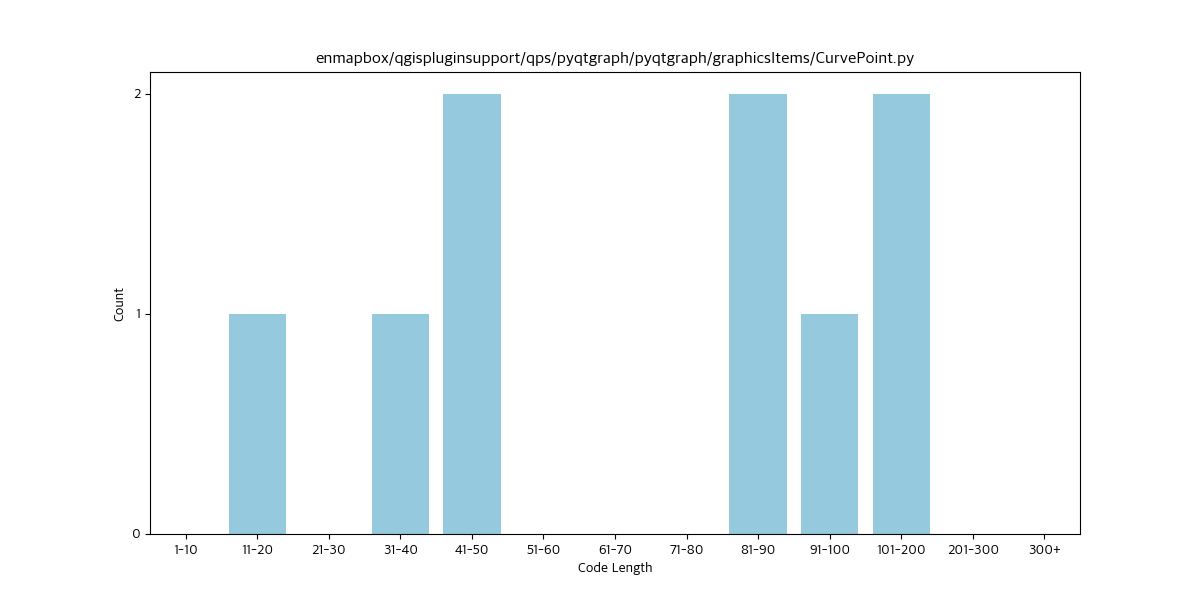 enmapbox/qgispluginsupport/qps/pyqtgraph/pyqtgraph/graphicsItems/CurvePoint.py
2
1
0
Count
1-10 11-20 21-30 31-40 41-50 51-60 61-70 71-80 81-90 91-100 101-200 201-300 300+
Code Length